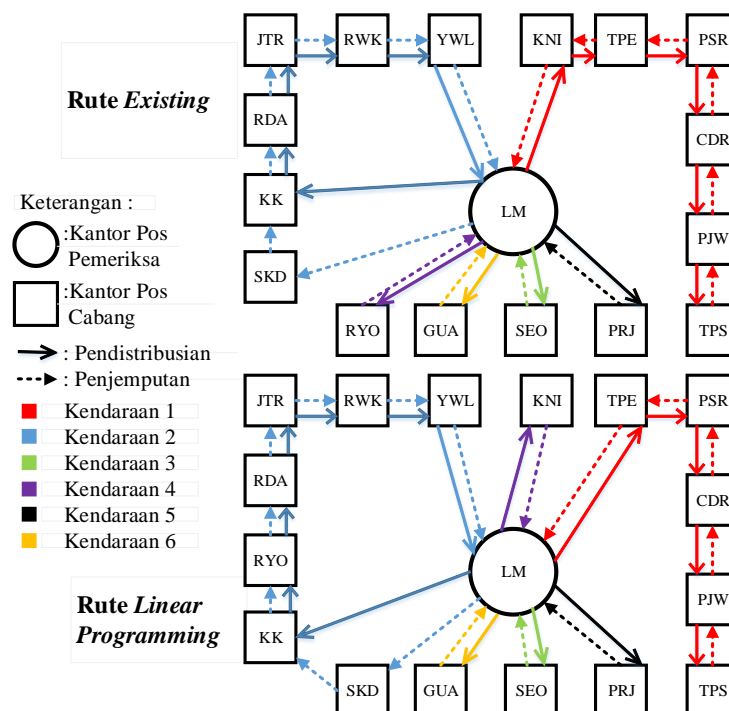 JTR RWK YWL KNI TPE PSR
Rute Existing
RDA CDR
KK LM
Keterangan :
:Kantor Pos
Pemeriksa
SKD PJW
:Kantor Pos
Cabang
RYO GUA SEO PRJ TPS
: Pendistribusian
: Penjemputan
JTR RWK YWL KNI TPE PSR
Kendaraan 1
Kendaraan 2
Kendaraan 3
Kendaraan 4
Kendaraan 5
Kendaraan 6
RDA CDR
RYO LM
Rute Linear
Programming
KK PJW
SKD GUA SEO PRJ TPS